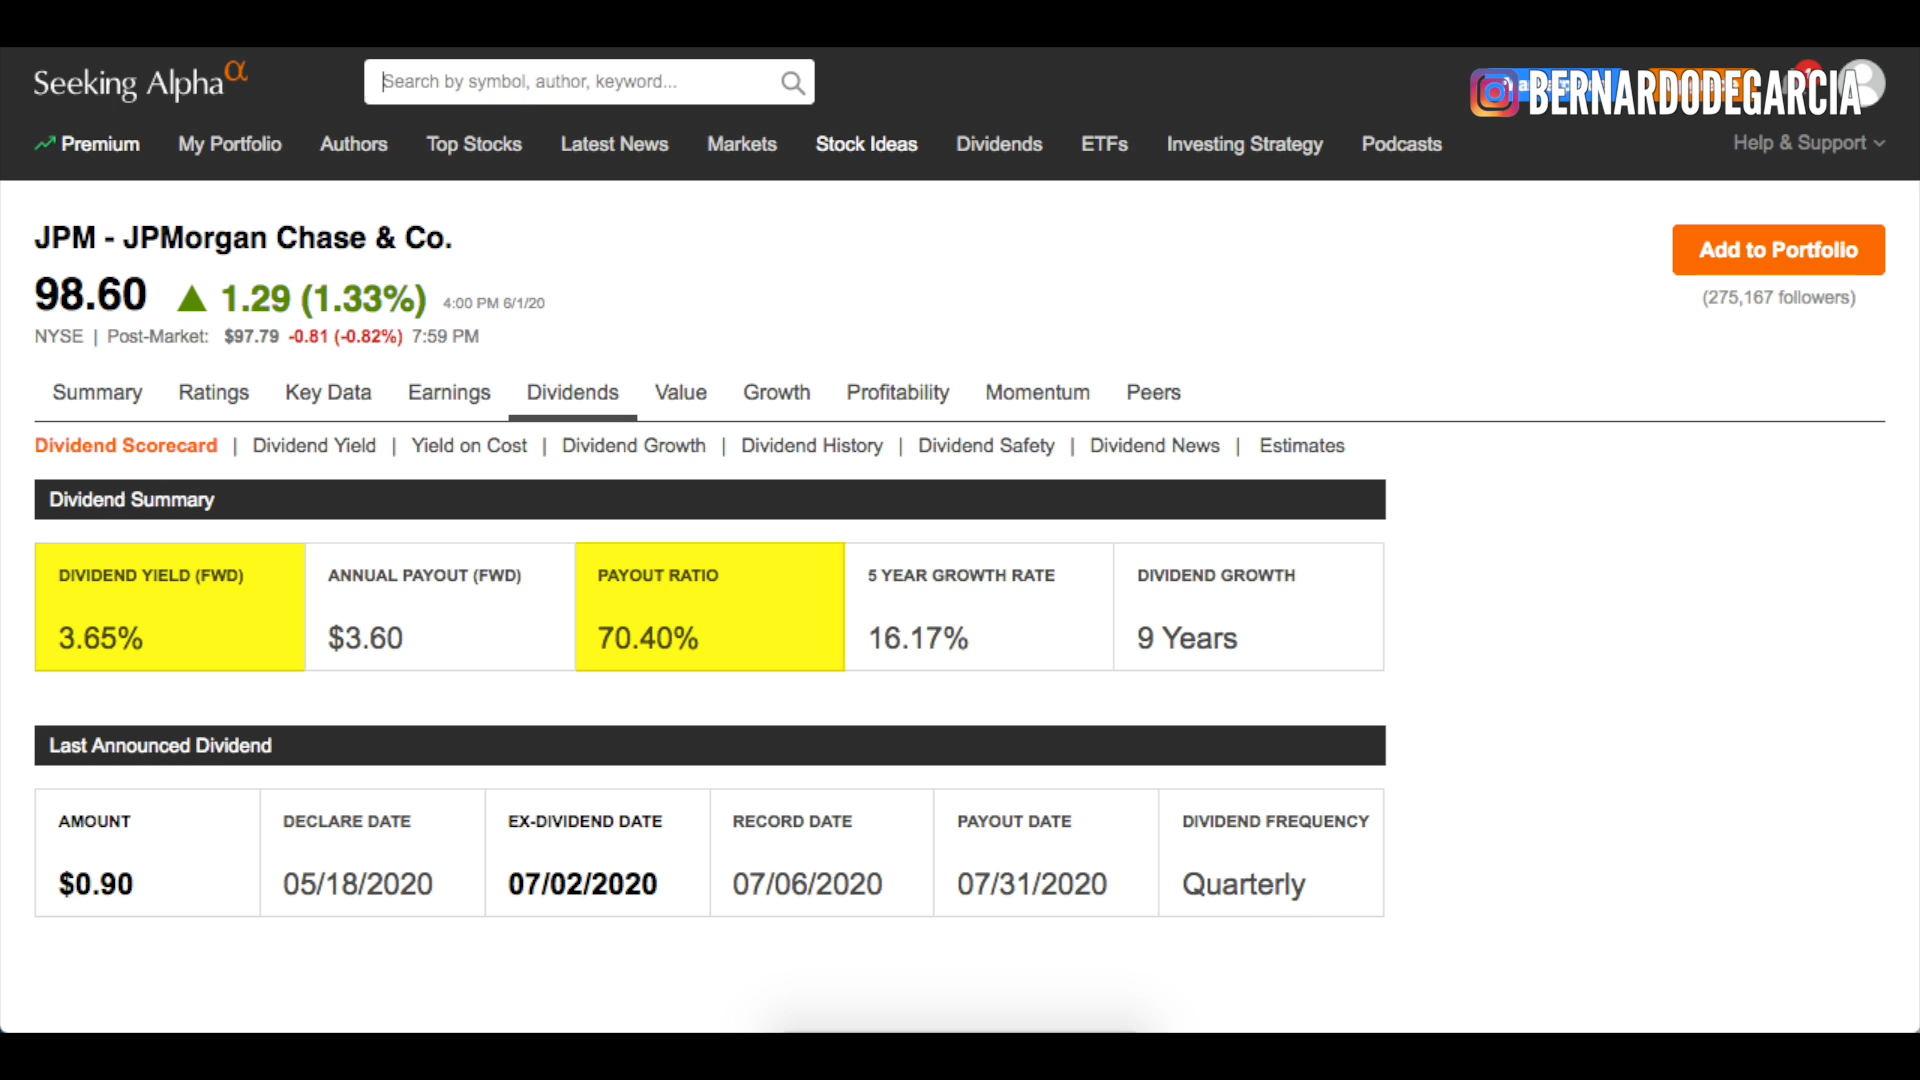 Seeking Alpha α
Search by symbol, author, keyword...
BERNARDODEGARCIA
Premium My Portfolio Authors Top Stocks Latest News Markets Stock Ideas Dividends ETFs Investing Strategy Podcasts Help & Support
JPM - JPMorgan Chase & Co.
Add to Portfolio
98.60 ▲ 1.29 (1.33%) 4:00 PM 6/1/20
(275,167 followers)
NYSE | Post-Market: $97.79 -0.81 (-0.82%) 7:59 PM
Summary Ratings Key Data Earnings Dividends Value Growth Profitability Momentum Peers
Dividend Scorecard | Dividend Yield | Yield on Cost | Dividend Growth | Dividend History | Dividend Safety | Dividend News | Estimates
Dividend Summary
DIVIDEND YIELD (FWD) ANNUAL PAYOUT (FWD) PAYOUT RATIO 5 YEAR GROWTH RATE DIVIDEND GROWTH
3.65% $3.60 70.40% 16.17% 9 Years
Last Announced Dividend
AMOUNT DECLARE DATE EX-DIVIDEND DATE RECORD DATE PAYOUT DATE DIVIDEND FREQUENCY
$0.90 05/18/2020 07/02/2020 07/06/2020 07/31/2020 Quarterly